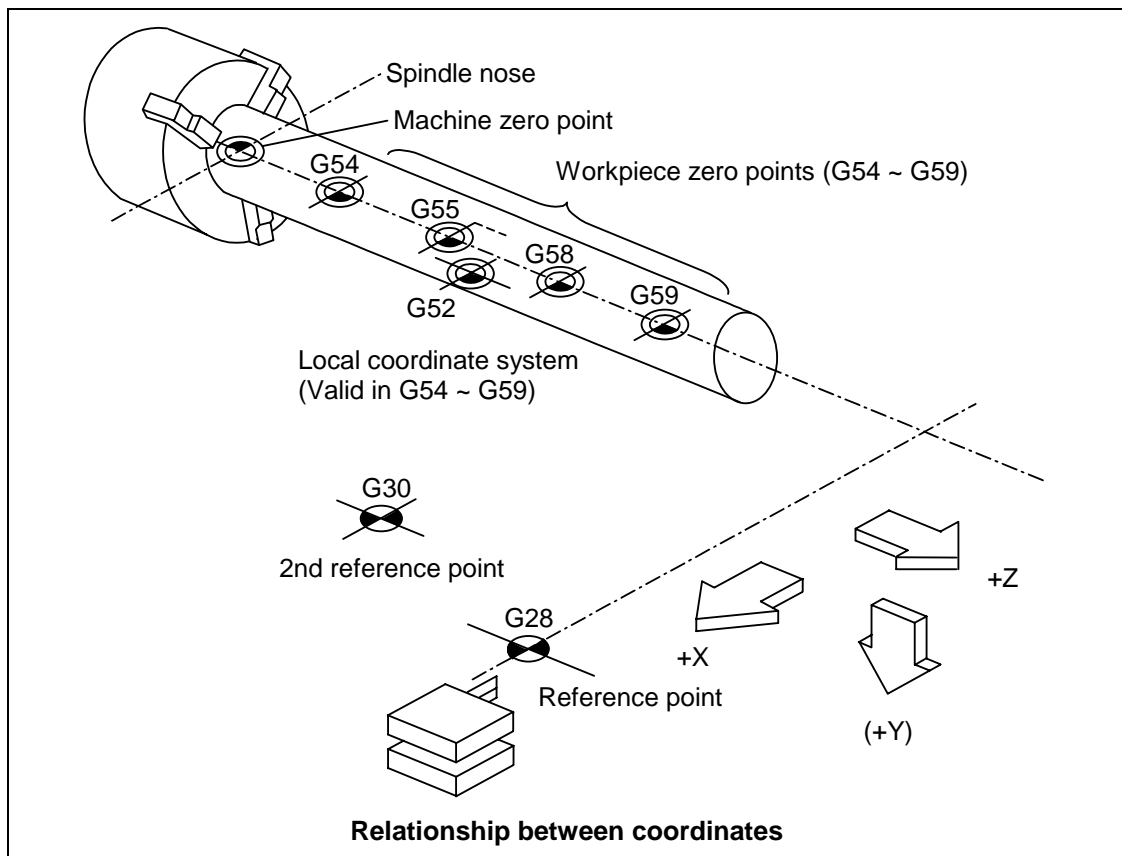 Spindle nose
Machine zero point
G54
Workpiece zero points (G54 ~ G59)
G55
G58
G52
G59
Local coordinate system
(Valid in G54 ~ G59)
G30
2nd reference point
+Z
G28
+X
Reference point
(+Y)
Relationship between coordinates